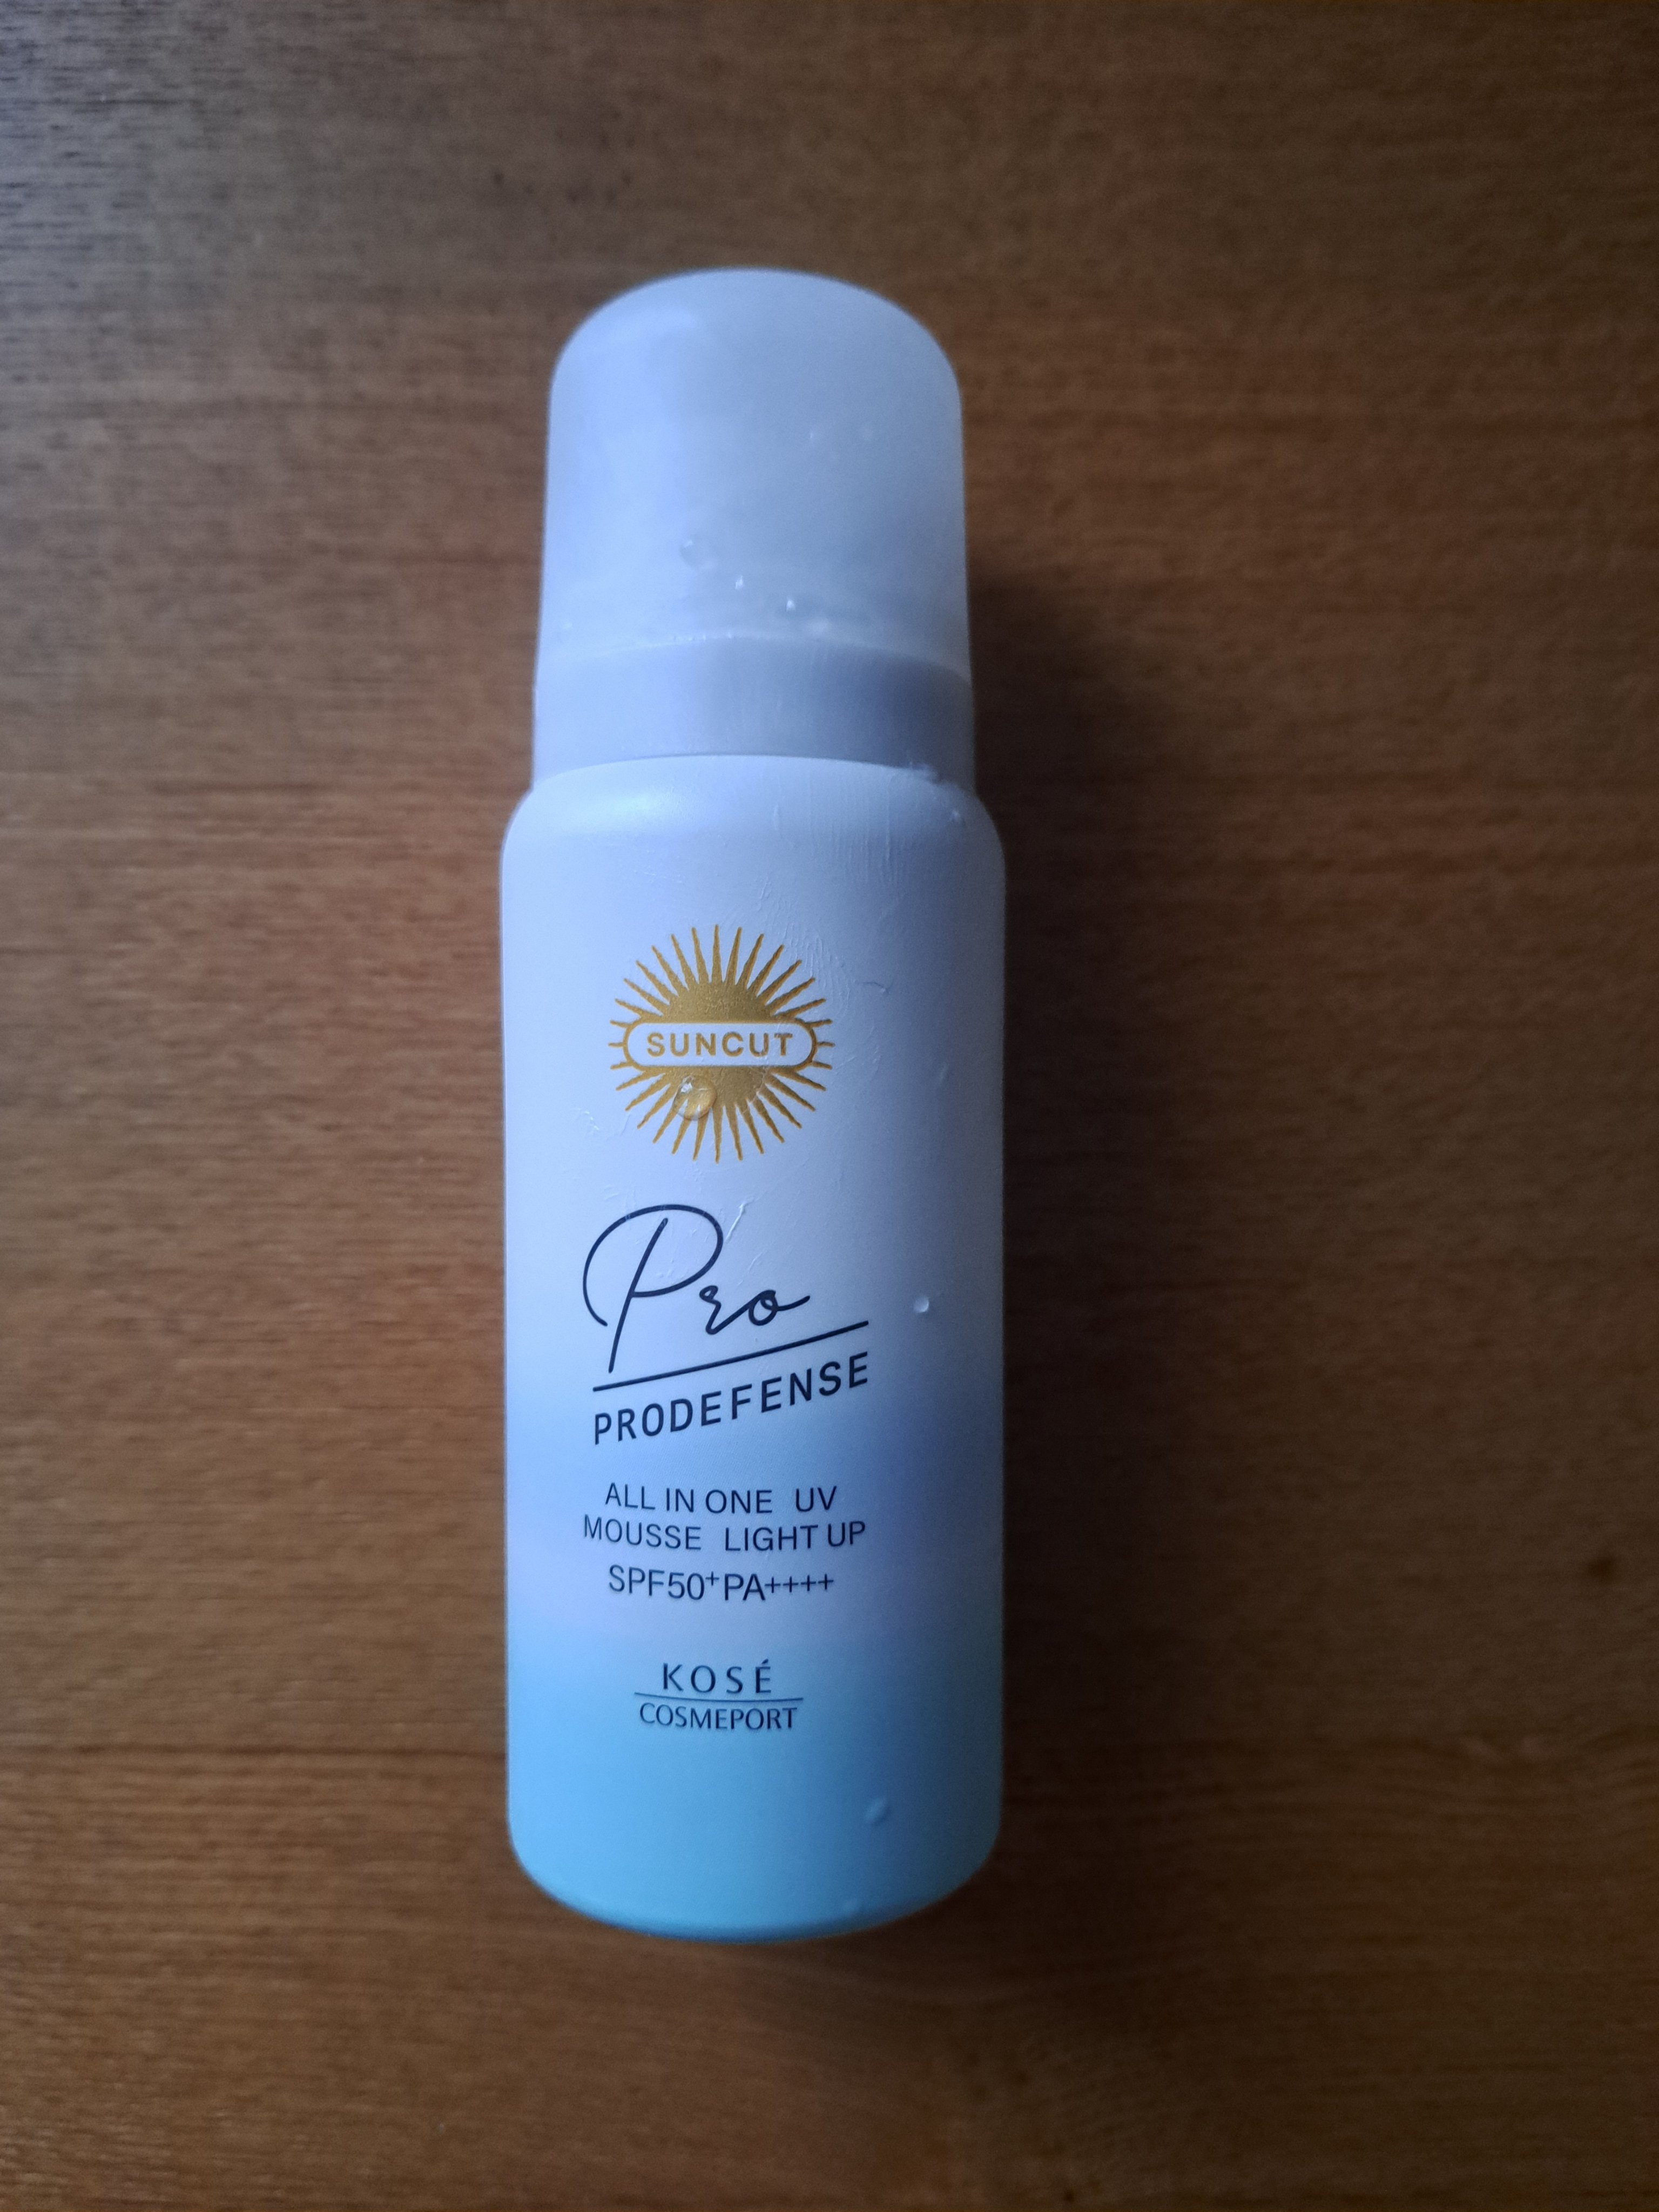 SUNCUT
Pro
PRODEFENSE
ALL IN ONE UV
MOUSSE LIGHT UP
SPF50+PA++++
KOSÉ
COSMEPORT